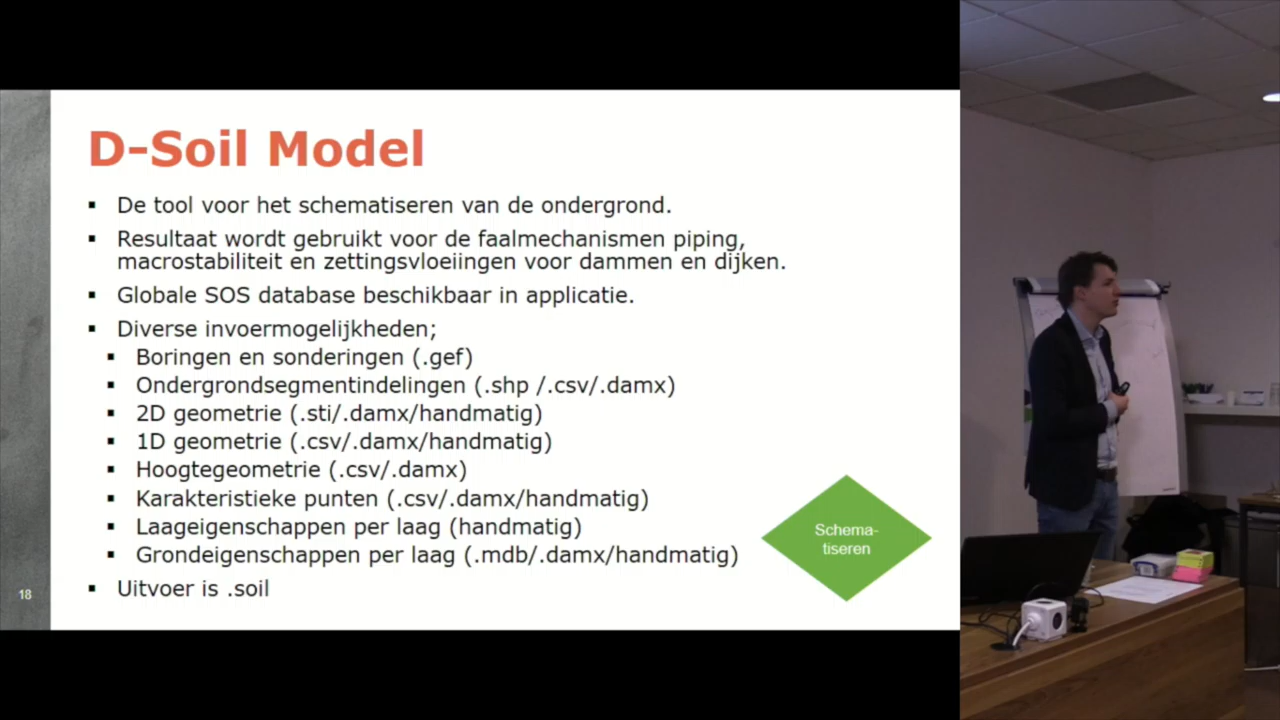 D-Soil Model
▪ De tool voor het schematiseren van de ondergrond.
▪ Resultaat wordt gebruikt voor de faalmechanismen piping,
macrostabiliteit en zettingsvloeiingen voor dammen en dijken.
▪ Globale SOS database beschikbaar in applicatie.
▪ Diverse invoermogelijkheden;
▪ Boringen en sonderingen (.gef)
▪ Ondergrondsegmentindelingen (.shp /.csv/.damx)
▪ 2D geometrie (.sti/.damx/handmatig)
▪ 1D geometrie (.csv/.damx/handmatig)
▪ Hoogtegeometrie (.csv/.damx)
▪ Karakteristieke punten (.csv/.damx/handmatig)
▪ Laageigenschappen per laag (handmatig)
▪ Grondeigenschappen per laag (.mdb/.damx/handmatig)
▪ Uitvoer is .soil
Schema-
tiseren
18